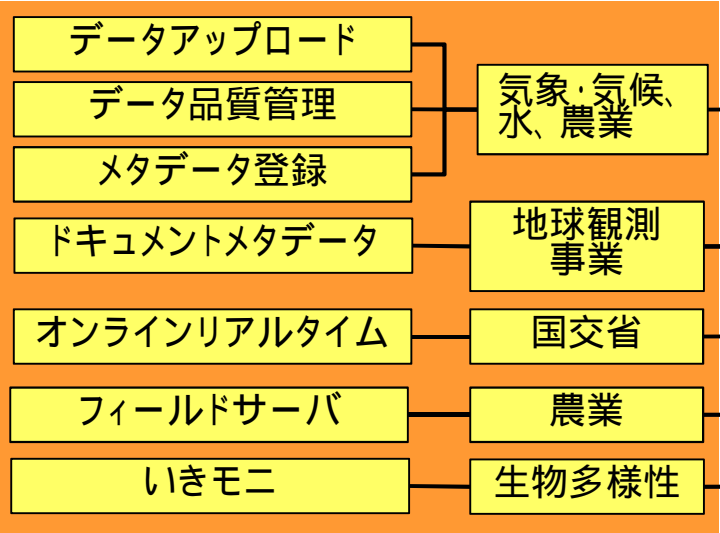 データアップロード
データ品質管理
メタデータ登録
気象・気候、
水、農業
ドキュメントメタデータ
地球観測
事業
オンラインリアルタイム
国交省
フィールドサーバ
農業
いきモニ
生物多様性